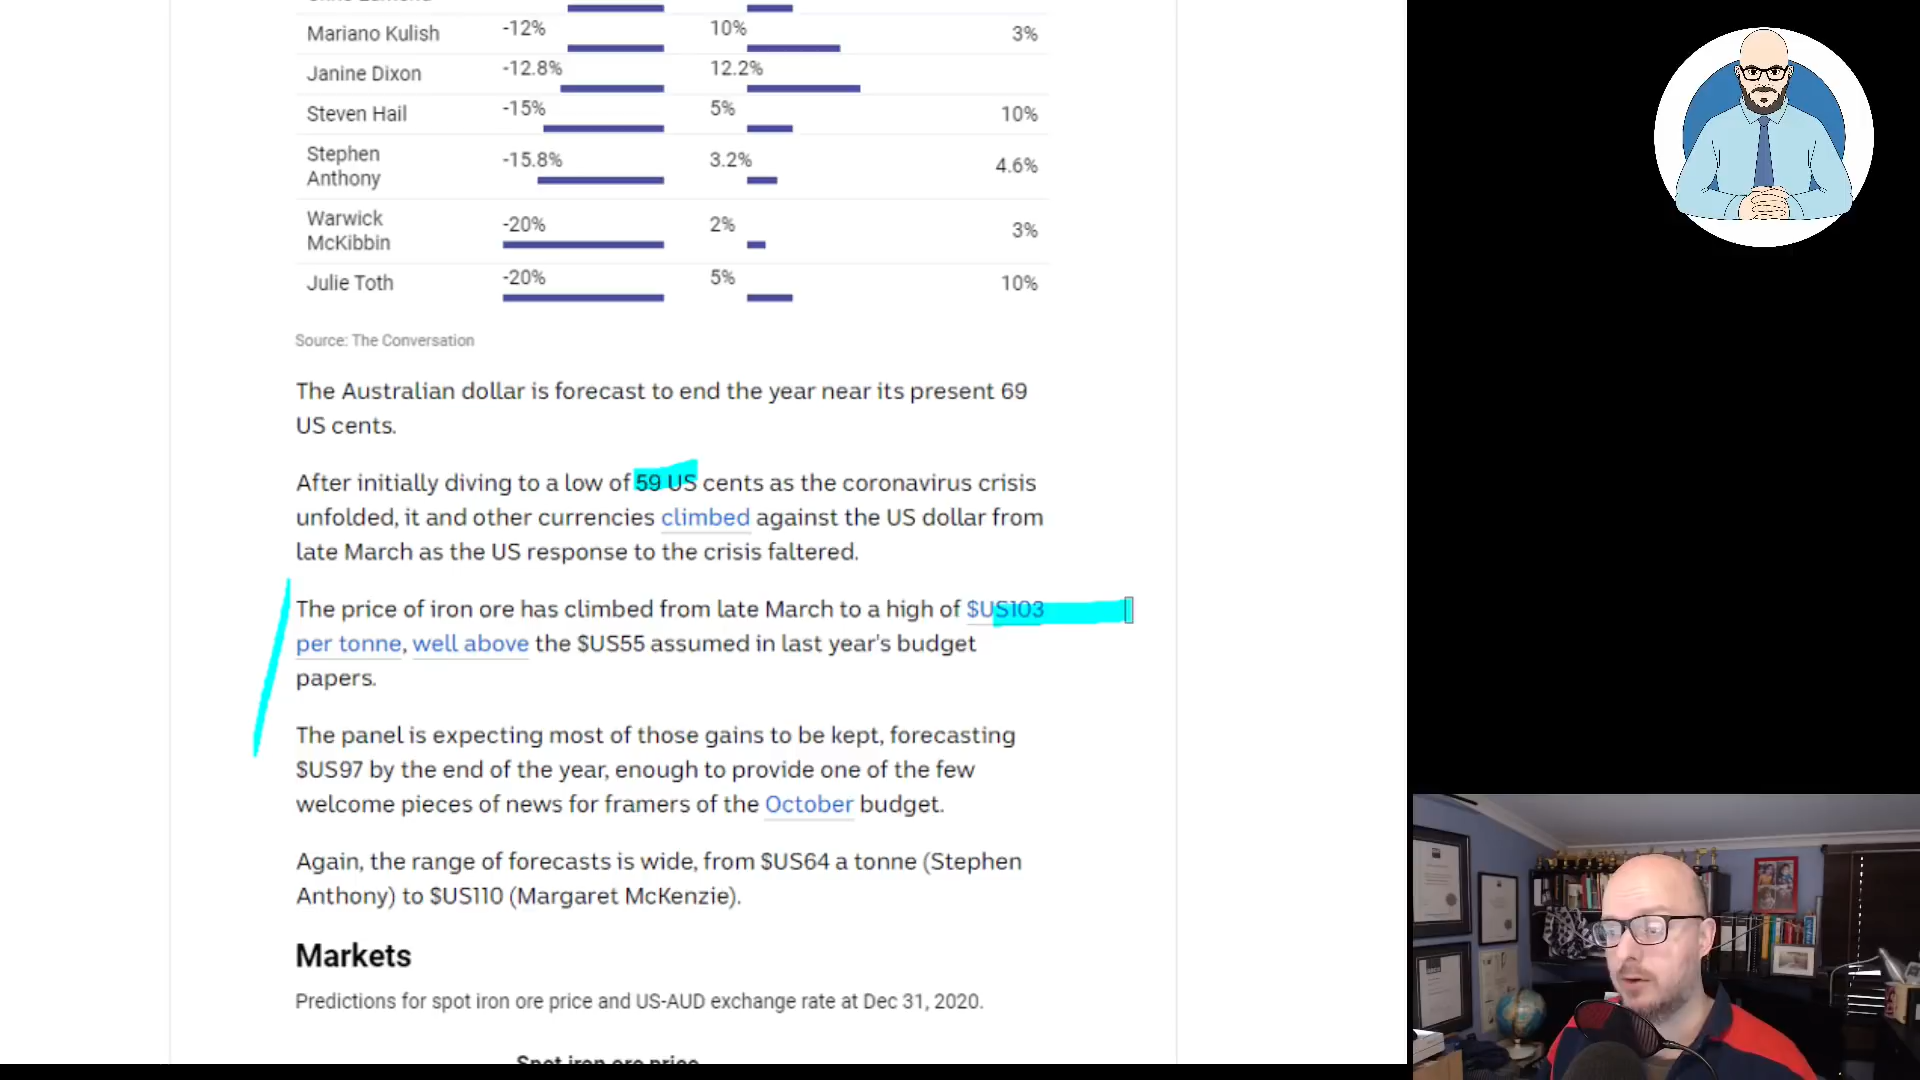 Mariano Kulish -12% 10% 3%
Janine Dixon -12.8% 12.2%
Steven Hail -15% 5% 10%
Stephen
Anthony -15.8% 3.2% 4.6%
Warwick
McKibbin -20% 2% 3%
Julie Toth -20% 5% 10%
Source: The Conversation
The Australian dollar is forecast to end the year near its present 69
US cents.
After initially diving to a low of 59 US cents as the coronavirus crisis
unfolded, it and other currencies climbed against the US dollar from
late March as the US response to the crisis faltered.
The price of iron ore has climbed from late March to a high of $US103
per tonne, well above the $US55 assumed in last year's budget
papers.
The panel is expecting most of those gains to be kept, forecasting
$US97 by the end of the year, enough to provide one of the few
welcome pieces of news for framers of the October budget.
Again, the range of forecasts is wide, from $US64 a tonne (Stephen
Anthony) to $US110 (Margaret McKenzie).
Markets
Predictions for spot iron ore price and US-AUD exchange rate at Dec 31, 2020.
Spot iron ore price